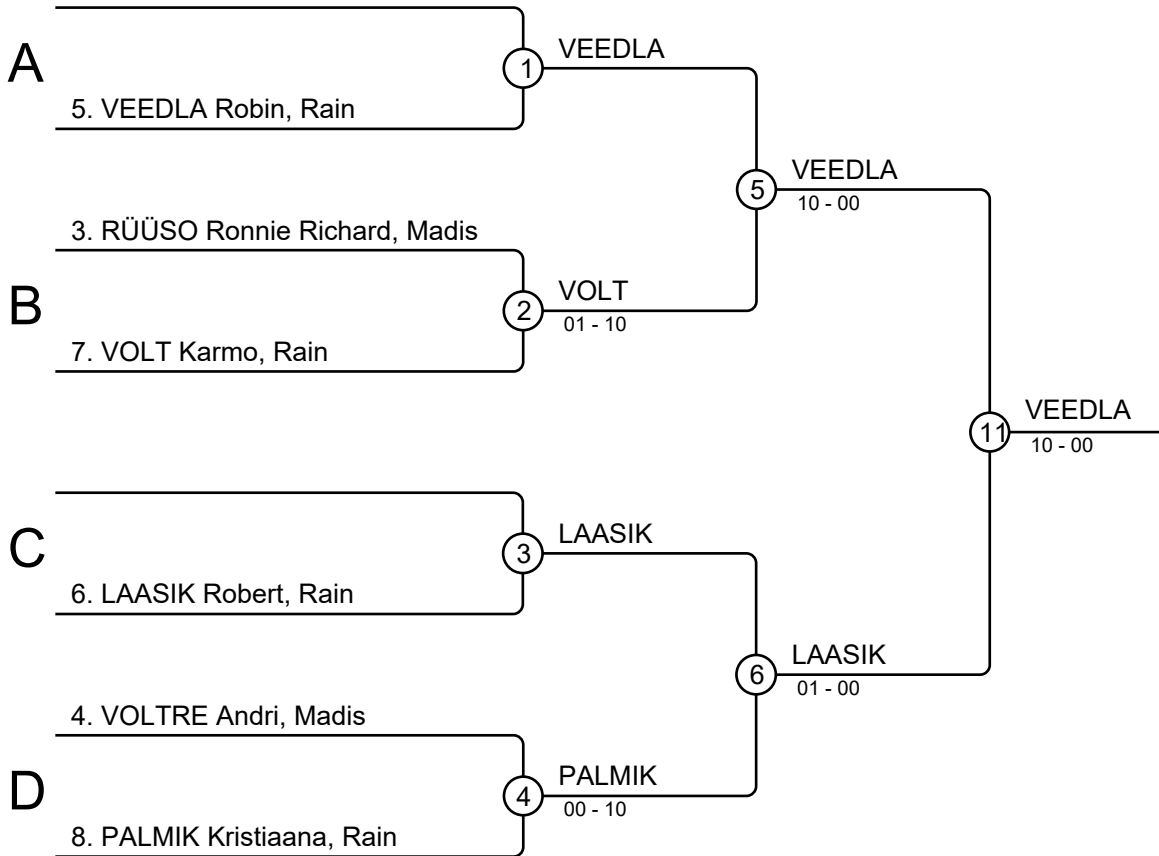 A
1
VEEDLA
5. VEEDLA Robin, Rain
5
VEEDLA
10 - 00
3. RÜÜSO Ronnie Richard, Madis
B
2
VOLT
01 - 10
7. VOLT Karmo, Rain
11
VEEDLA
10 - 00
C
3
LAASIK
6. LAASIK Robert, Rain
6
LAASIK
01 - 00
4. VOLTRE Andri, Madis
D
4
PALMIK
00 - 10
8. PALMIK Kristiaana, Rain